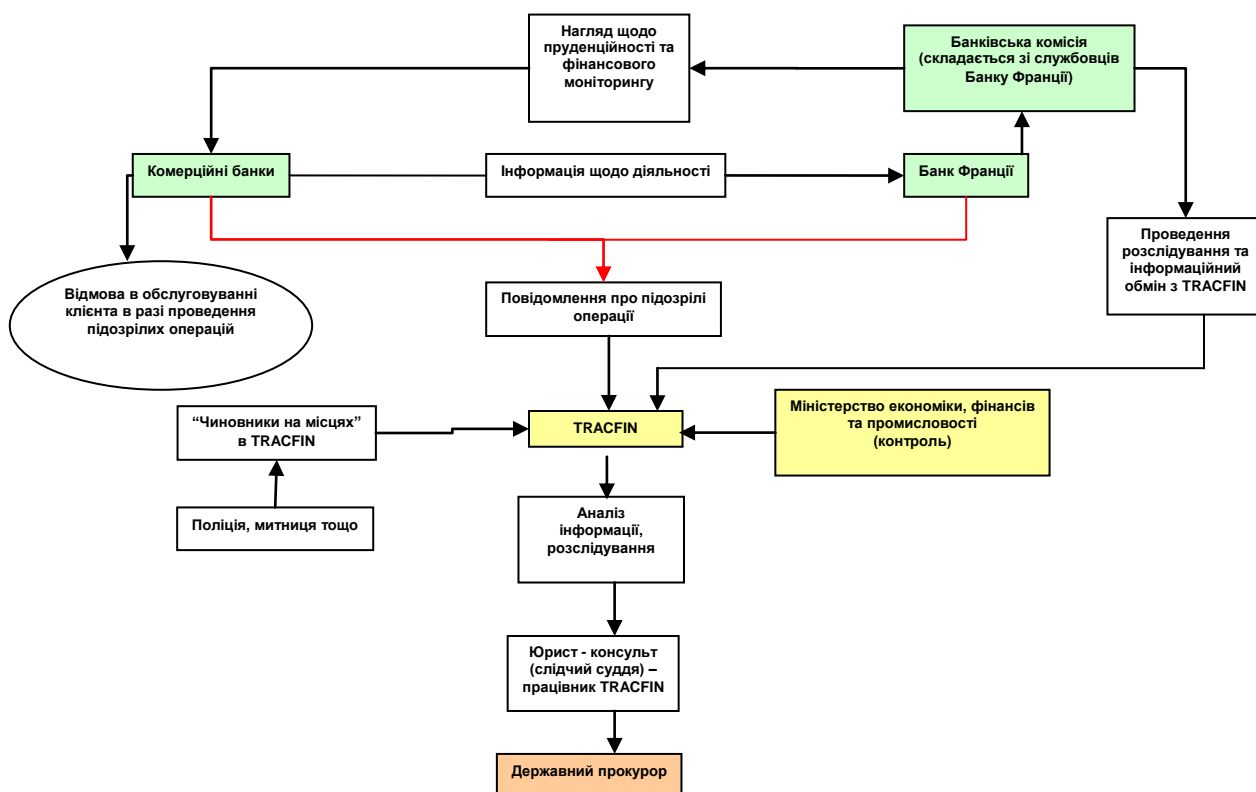 Нагляд щодо
пруденційності та
фінансового
моніторингу
Банківська комісія
(складається зі службовців
Банку Франції)
Комерційні банки
Інформація щодо діяльності
Банк Франції
Проведення
розслідування та
інформаційний
обмін з TRACFIN
Відмова в обслуговуванні
клієнта в разі проведення
підозрілих операцій
Повідомлення про підозрілі
операції
“Чиновники на місцях”
в TRACFIN
TRACFIN
Міністерство економіки, фінансів
та промисловості
(контроль)
Поліція, митниця тощо
Аналіз
інформації,
розслідування
Юрист - консульт
(слідчий суддя) –
працівник TRACFIN
Державний прокурор